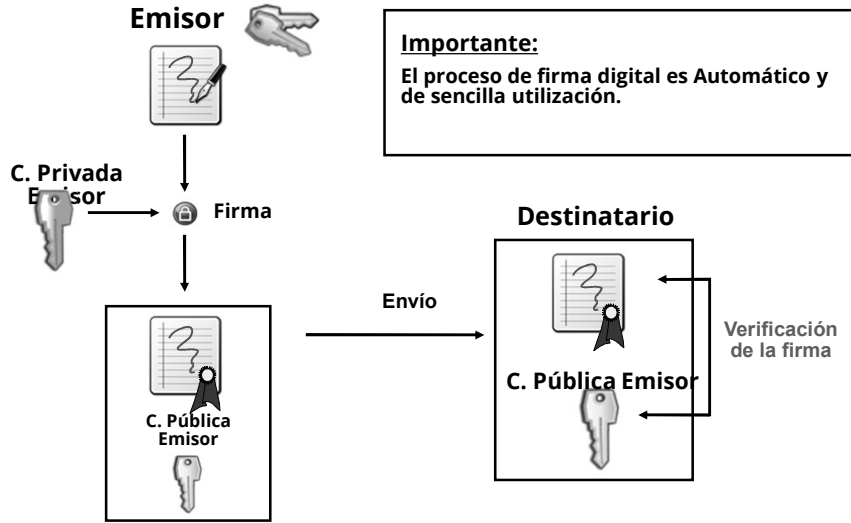 Emisor
Importante:
El proceso de firma digital es Automático y
de sencilla utilización.
C. Privada
Emisor
Firma
Destinatario
Envío
Verificación
de la firma
C. Pública Emisor
C. Pública
Emisor